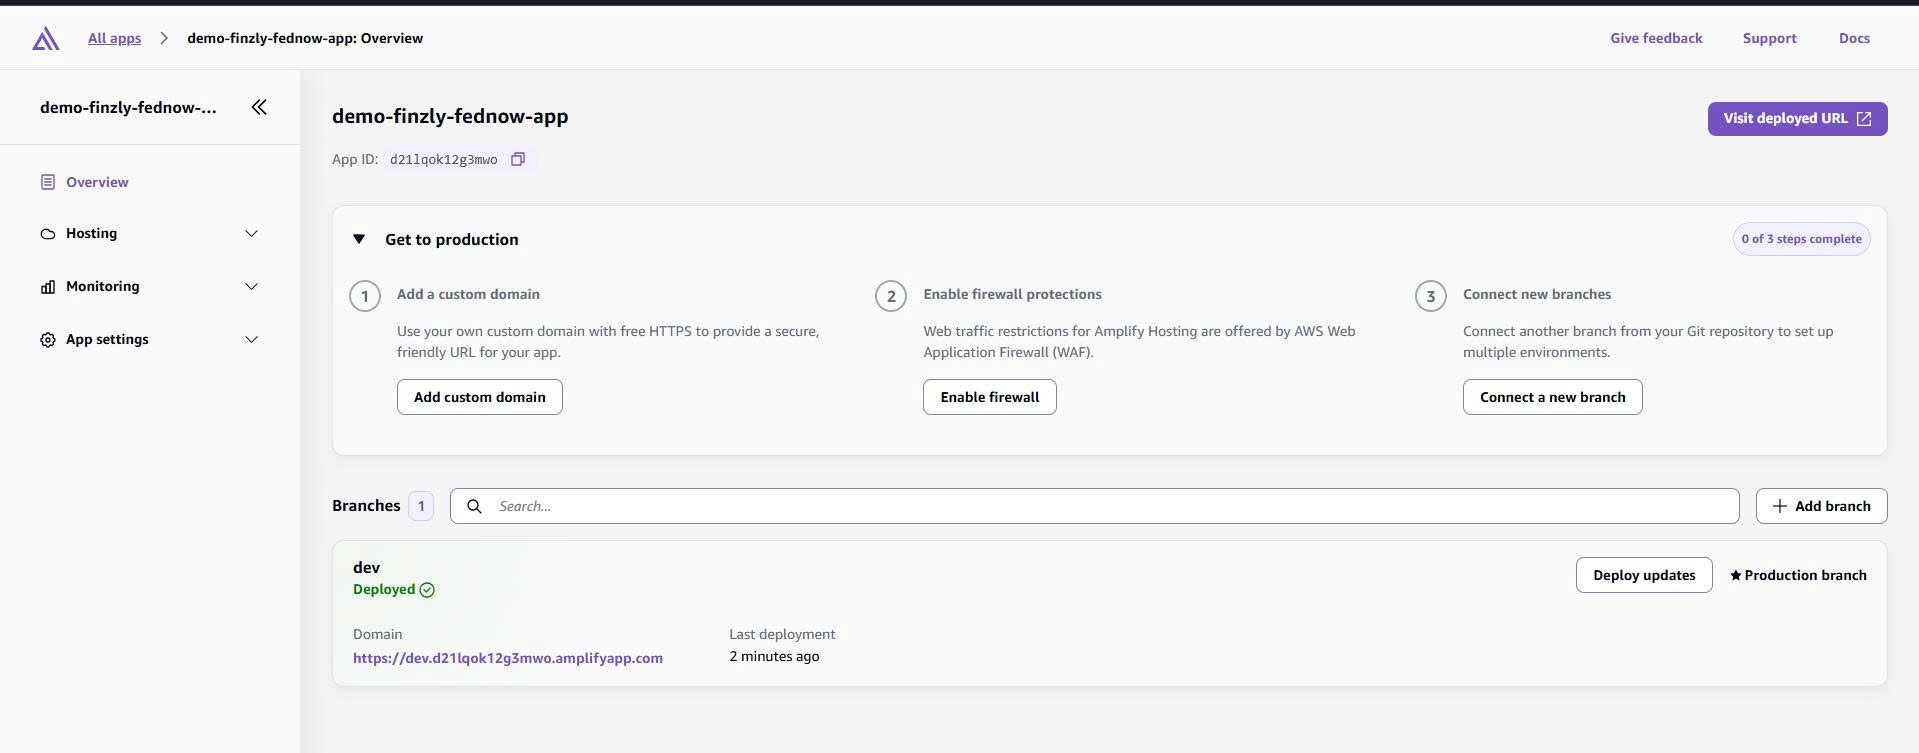 All apps
demo-finzly-fednow-app: Overview
Give feedback
Support
Docs
demo-finzly-fednow-...
Overview
Hosting
Monitoring
App settings
demo-finzly-fednow-app
Visit deployed URL
App ID: d21lqok12g3mwo
Get to production
0 of 3 steps complete
1
Add a custom domain
Use your own custom domain with free HTTPS to provide a secure,
friendly URL for your app.
Add custom domain
2
Enable firewall protections
Web traffic restrictions for Amplify Hosting are offered by AWS Web
Application Firewall (WAF).
Enable firewall
3
Connect new branches
Connect another branch from your Git repository to set up
multiple environments.
Connect a new branch
Branches 1
Search...
Add branch
dev
Deployed
Deploy updates
Production branch
Domain
https://dev.d21lqok12g3mwo.amplifyapp.com
Last deployment
2 minutes ago